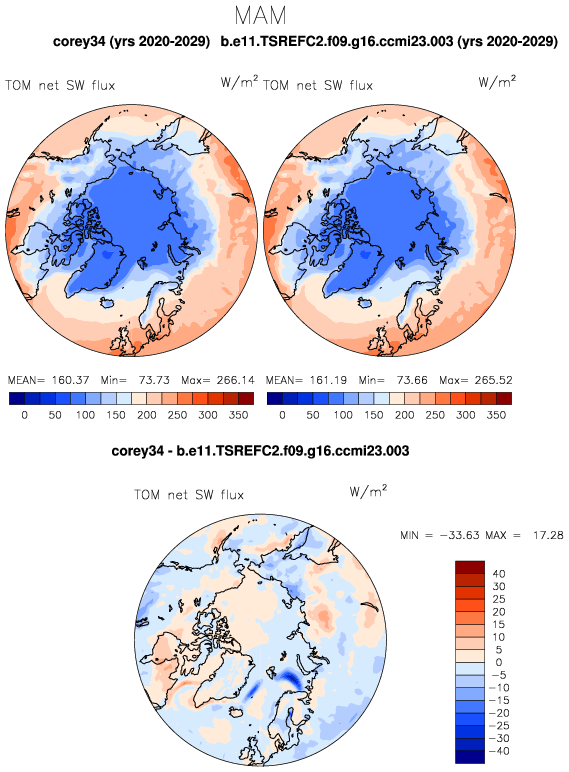 MAM
corey34 (yrs 2020-2029) b.e11.TSREFC2.f09.g16.ccmi23.003 (yrs 2020-2029)
TOM net SW flux W/m² TOM net SW flux W/m²
MEAN= 160.37 Min= 73.73 Max= 266.14 MEAN= 161.19 Min= 73.66 Max= 265.52
0 50 100 150 200 250 300 350 0 50 100 150 200 250 300 350
corey34 - b.e11.TSREFC2.f09.g16.ccmi23.003
TOM net SW flux W/m²
MIN = -33.63 MAX = 17.28
40
30
25
20
15
10
5
0
-5
-10
-15
-20
-25
-30
-40